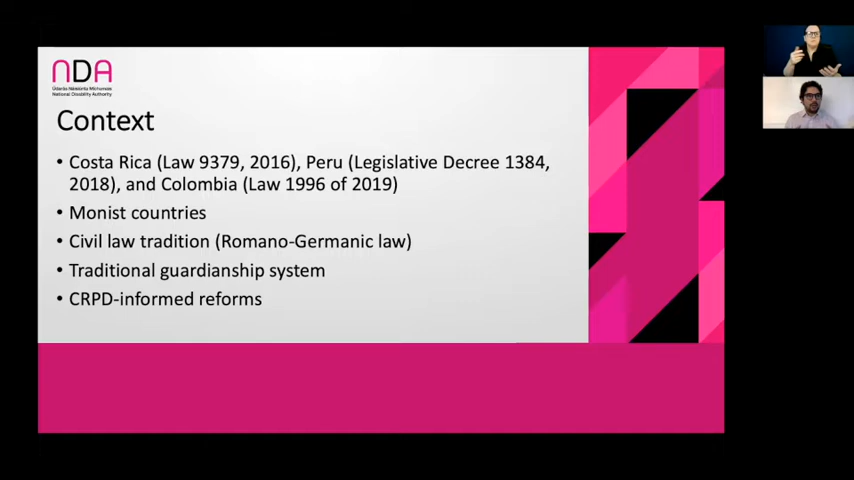 NDA
Údarás Náisiúnta Míchumais
National Disability Authority
Context
• Costa Rica (Law 9379, 2016), Peru (Legislative Decree 1384,
2018), and Colombia (Law 1996 of 2019)
• Monist countries
• Civil law tradition (Romano-Germanic law)
• Traditional guardianship system
• CRPD-informed reforms